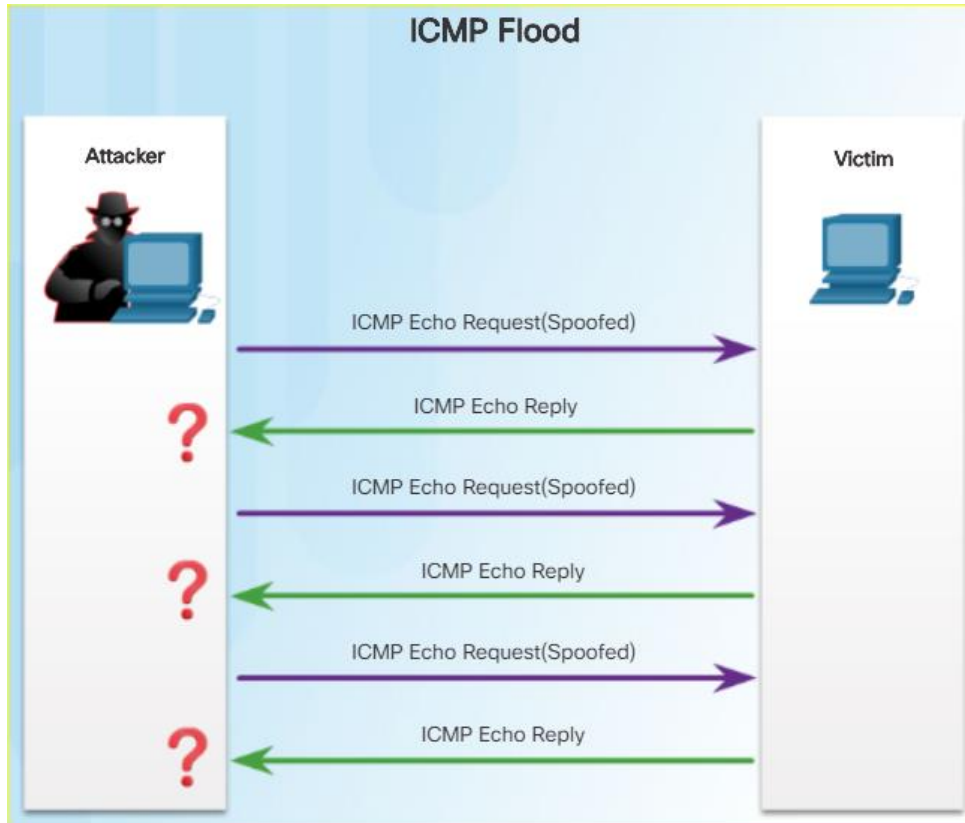 ICMP Flood
Attacker
Victim
ICMP Echo Request(Spoofed)
?
ICMP Echo Reply
ICMP Echo Request(Spoofed)
?
ICMP Echo Reply
ICMP Echo Request(Spoofed)
?
ICMP Echo Reply